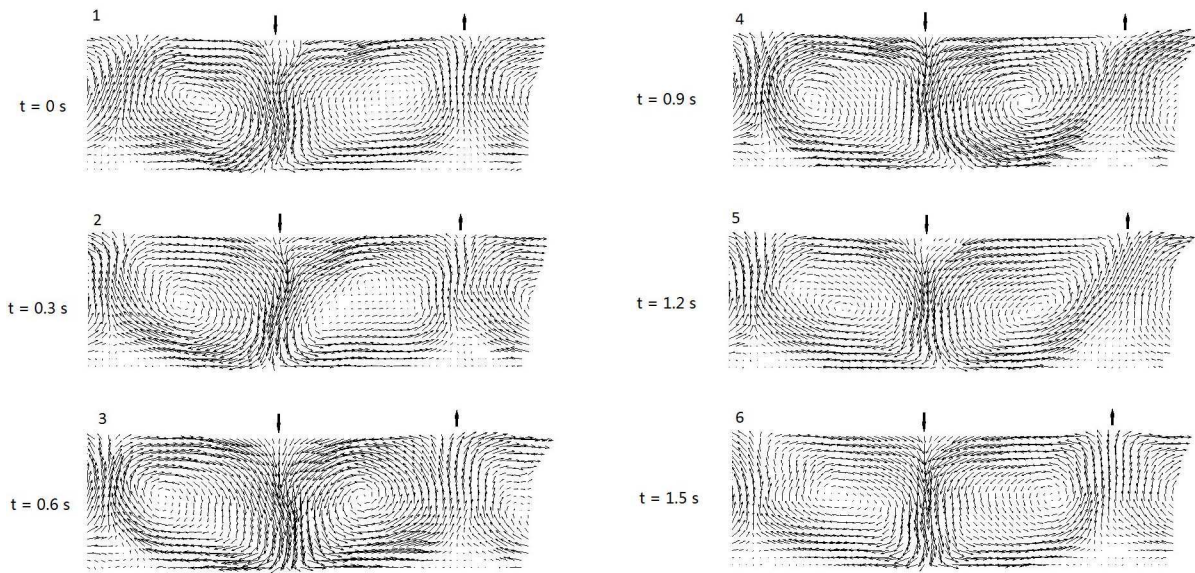 1
t = 0 s
2
t = 0.3 s
3
t = 0.6 s
4
t = 0.9 s
5
t = 1.2 s
6
t = 1.5 s